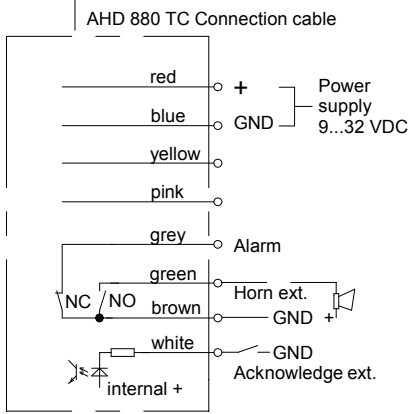 AHD 880 TC Connection cable
red + Power
supply
blue GND 9...32 VDC
yellow
pink
grey Alarm
green Horn ext.
NC NO brown GND +
white GND
internal + Acknowledge ext.